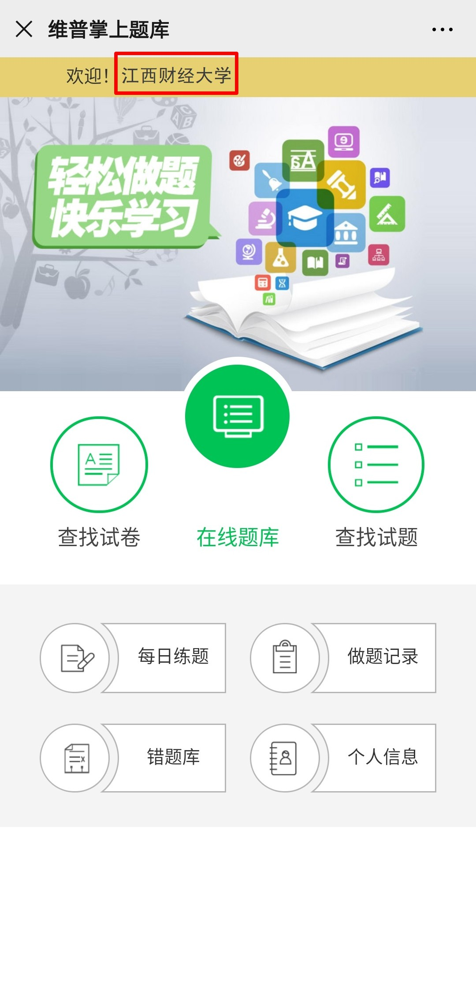 维普掌上题库
欢迎！江西财经大学
轻松做题
快乐学习
查找试卷
在线题库
查找试题
每日练题
做题记录
错题库
个人信息